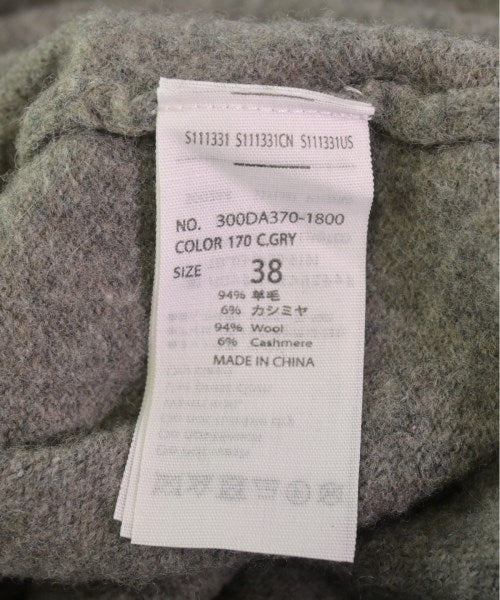 S111331 S111331CN S111331US
NO. 300DA370-1800
COLOR 170 C.GRY
SIZE 38
94% 羊毛
6% カシミヤ
94% Wool
6% Cashmere
MADE IN CHINA